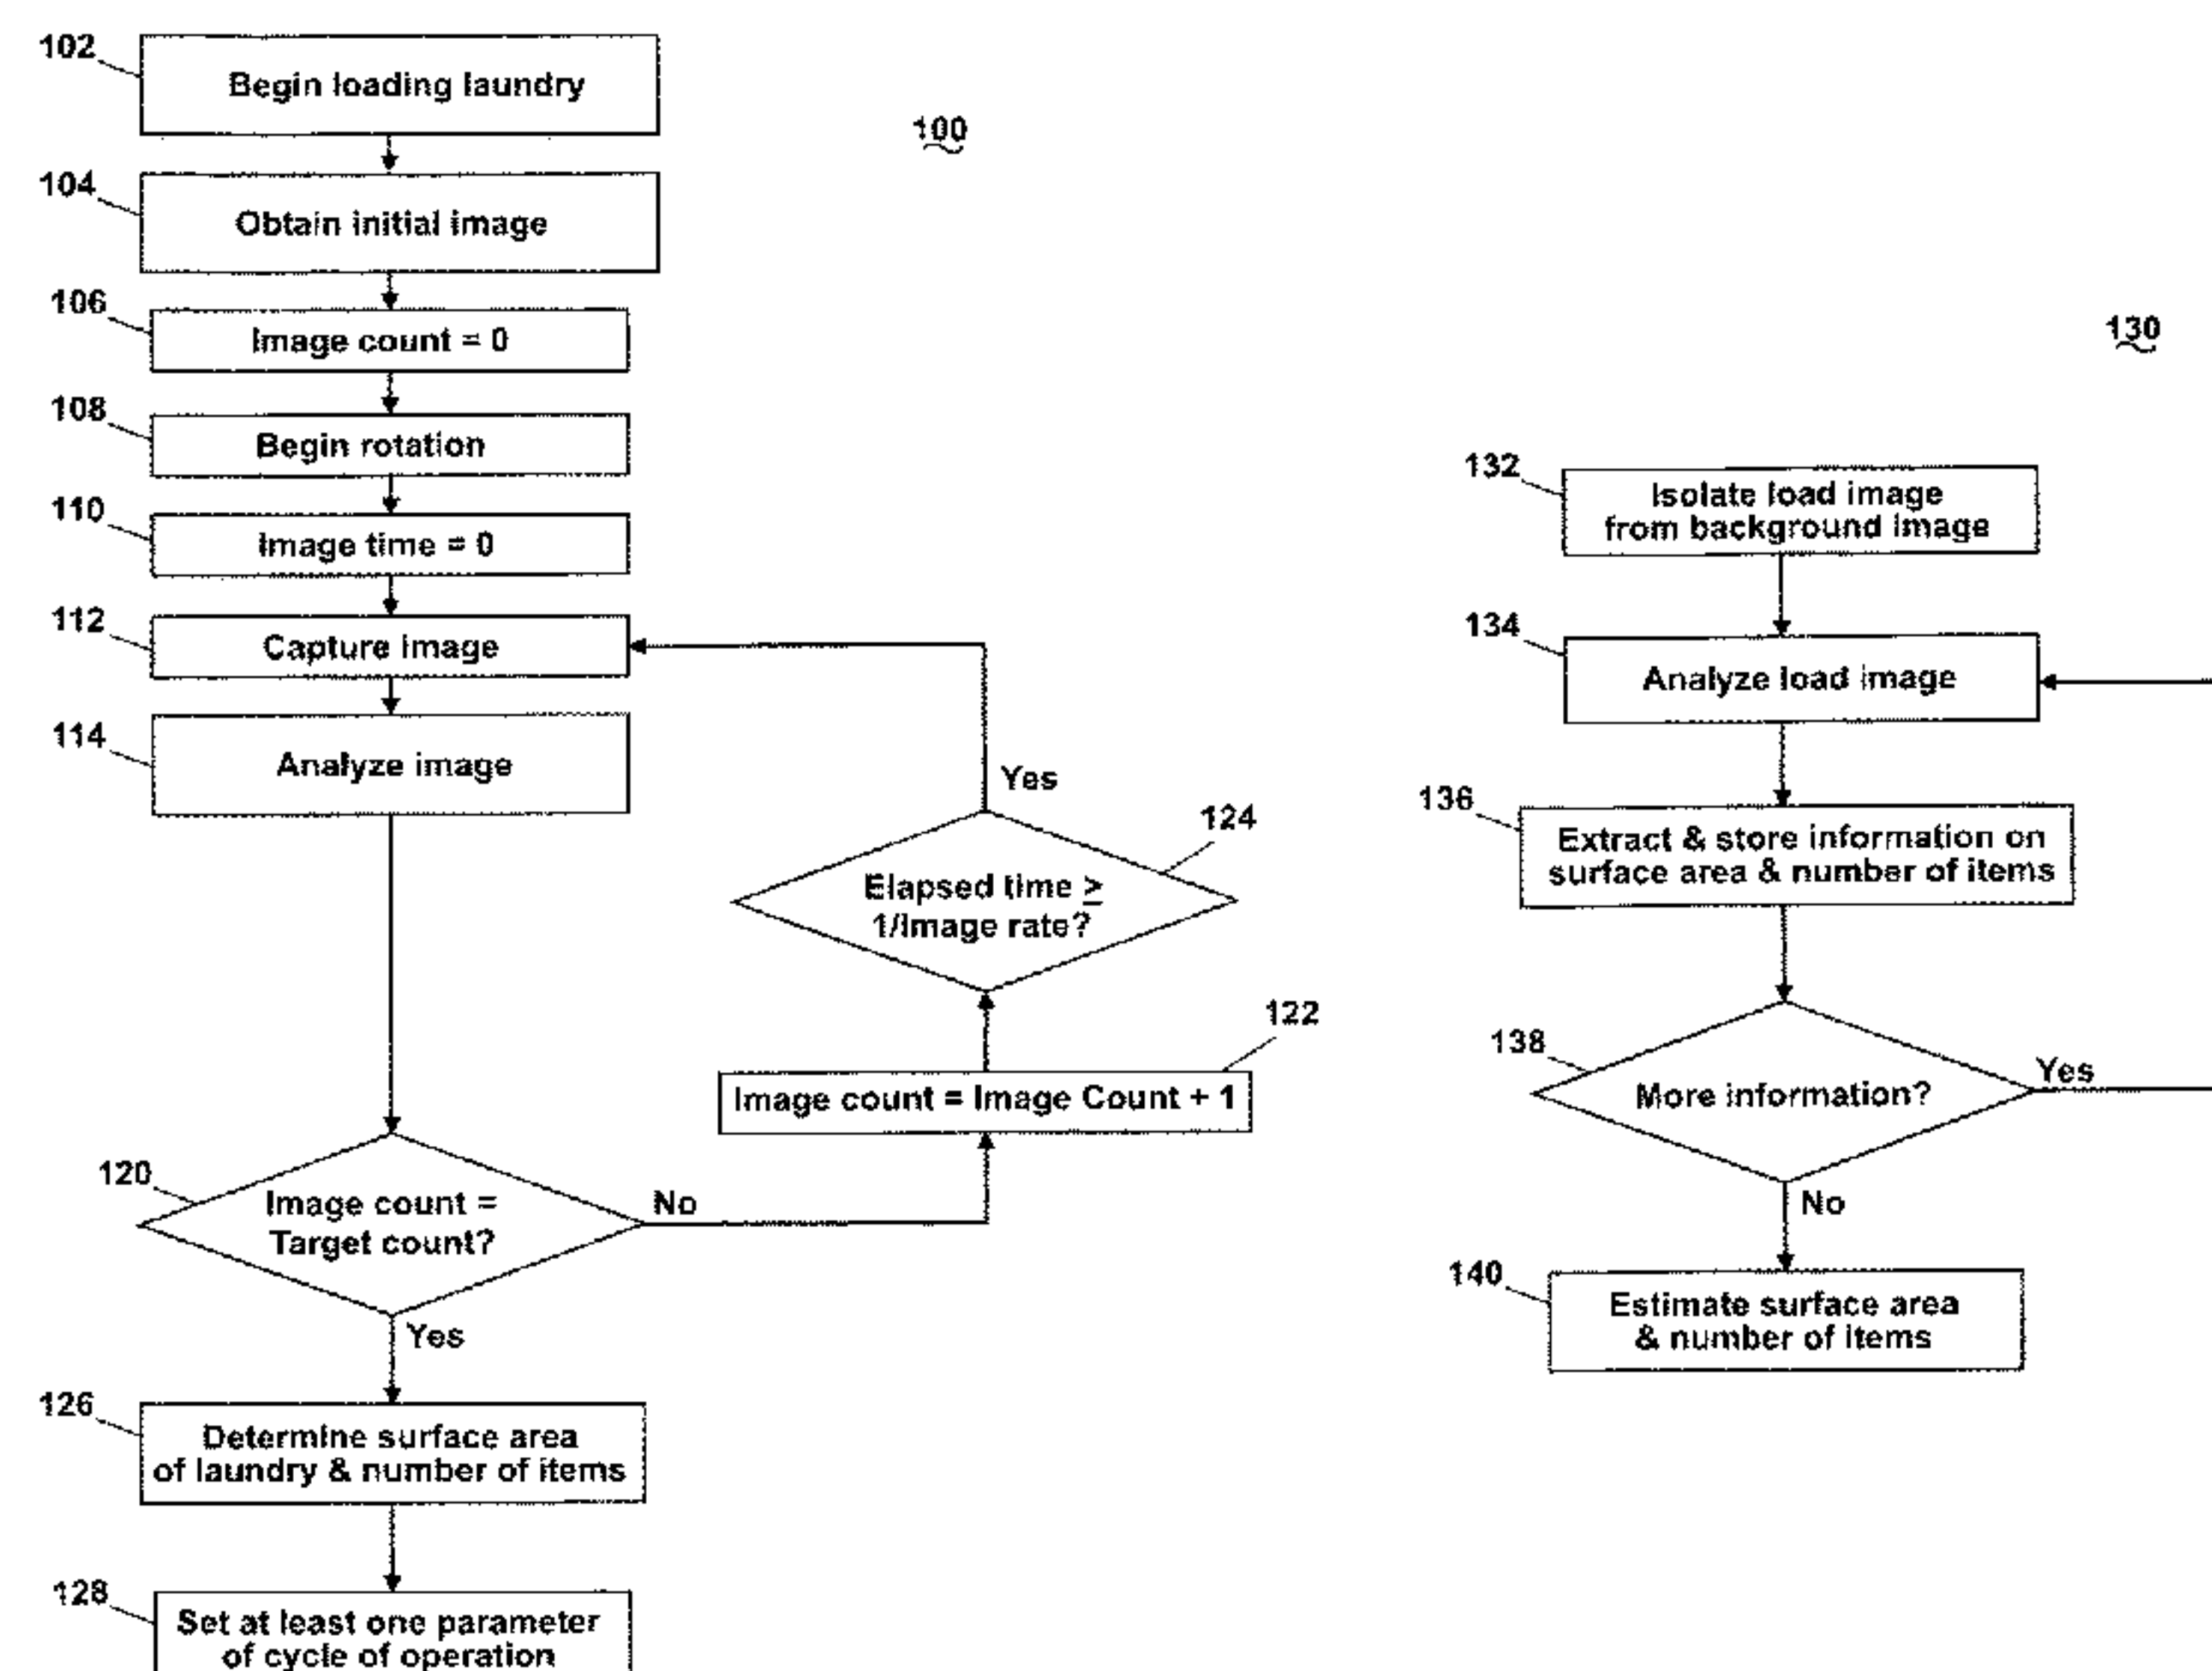 102
Begin loading laundry
100
104
Obtain initial image
106
Image count = 0
108
Begin rotation
110
Image time = 0
112
Capture image
114
Analyze image
Yes
124
Elapsed time ≥
1/Image rate?
122
Image count = Image Count + 1
120
Image count =
Target count?
No
Yes
126
Determine surface area
of laundry & number of items
128
Set at least one parameter
of cycle of operation
130
132
Isolate load image
from background image
134
Analyze load image
136
Extract & store information on
surface area & number of items
138
More information?
Yes
No
140
Estimate surface area
& number of items